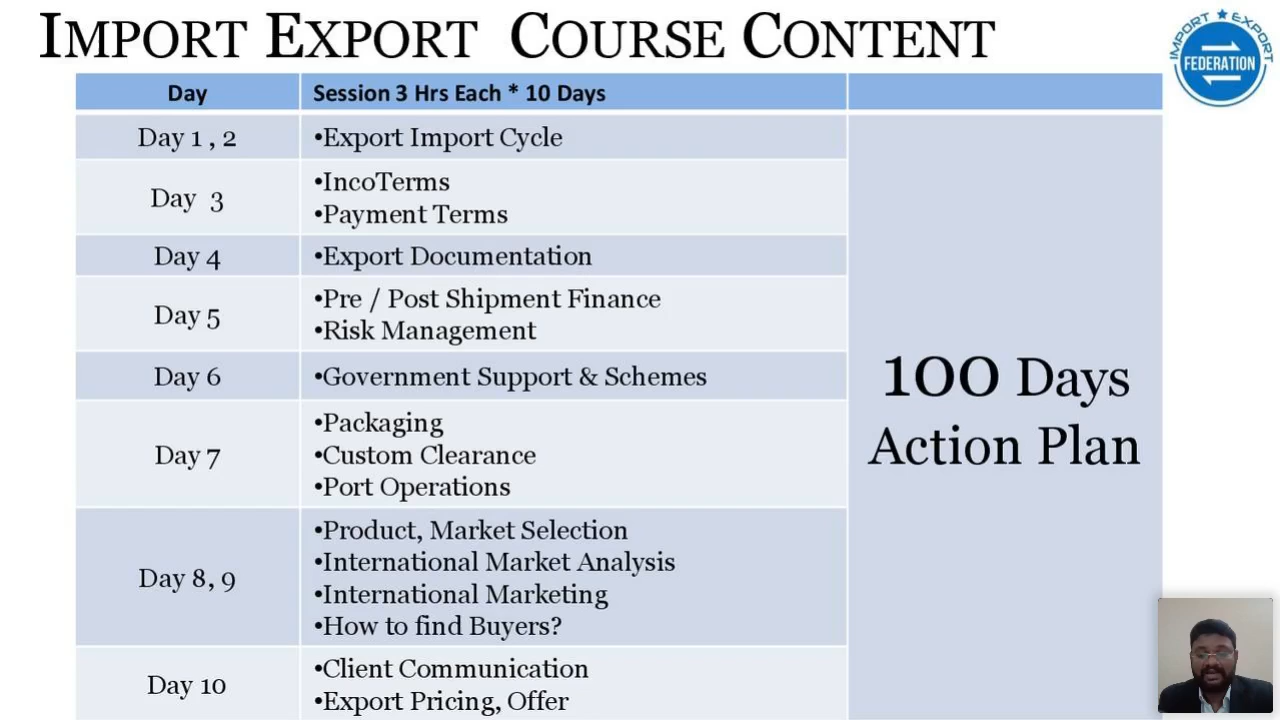 IMPORT EXPORT COURSE CONTENT
IMPORT ★ EXPORT
FEDERATION
Day
Session 3 Hrs Each * 10 Days
Day 1 , 2
•Export Import Cycle
Day 3
•IncoTerms
•Payment Terms
Day 4
•Export Documentation
Day 5
•Pre / Post Shipment Finance
•Risk Management
Day 6
•Government Support & Schemes
Day 7
•Packaging
•Custom Clearance
•Port Operations
Day 8, 9
•Product, Market Selection
•International Market Analysis
•International Marketing
•How to find Buyers?
Day 10
•Client Communication
•Export Pricing, Offer
100 Days
Action Plan